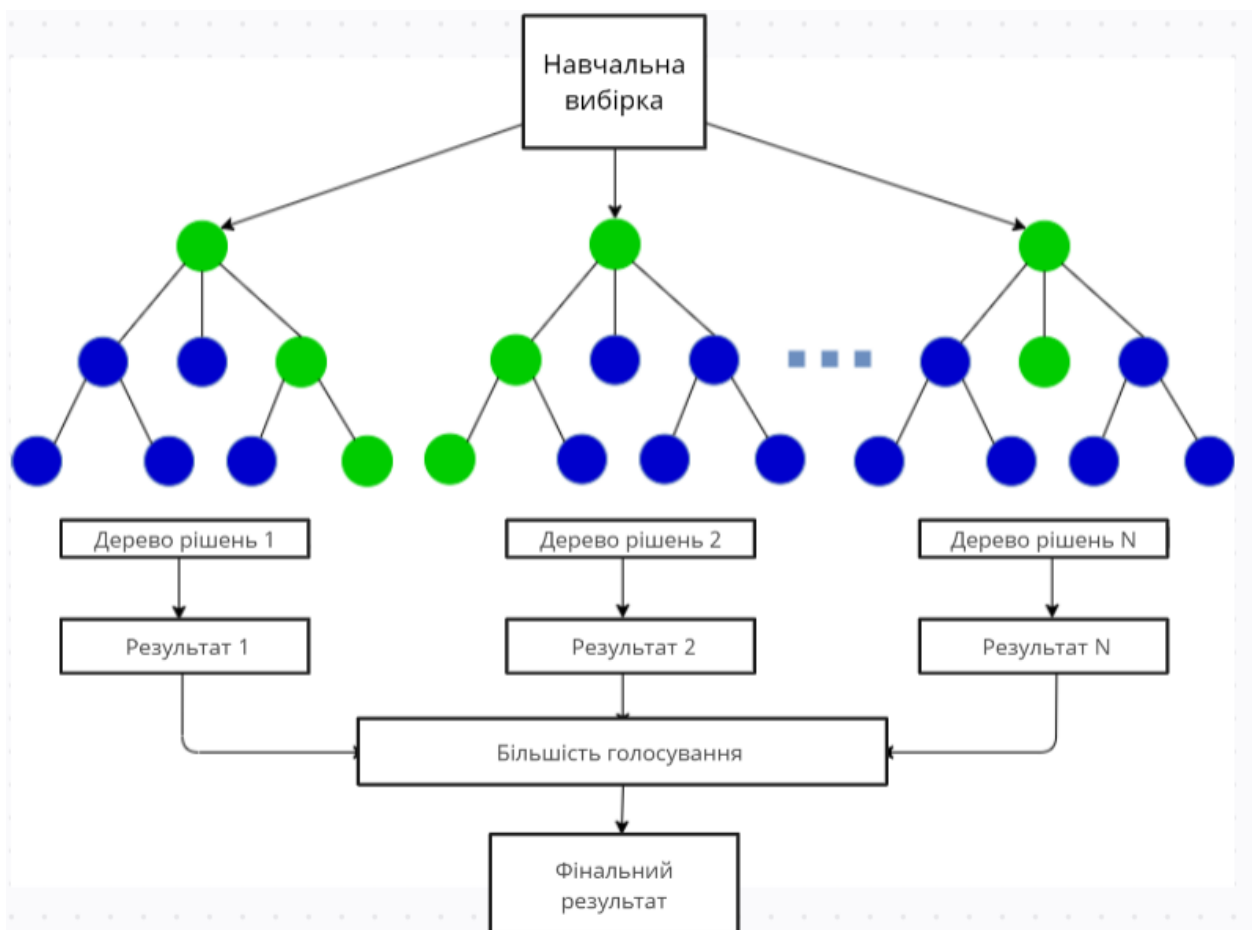 Навчальна
вибірка
Дерево рішень 1
Дерево рішень 2
Дерево рішень N
Результат 1
Результат 2
Результат N
Більшість голосування
Фінальний
результат